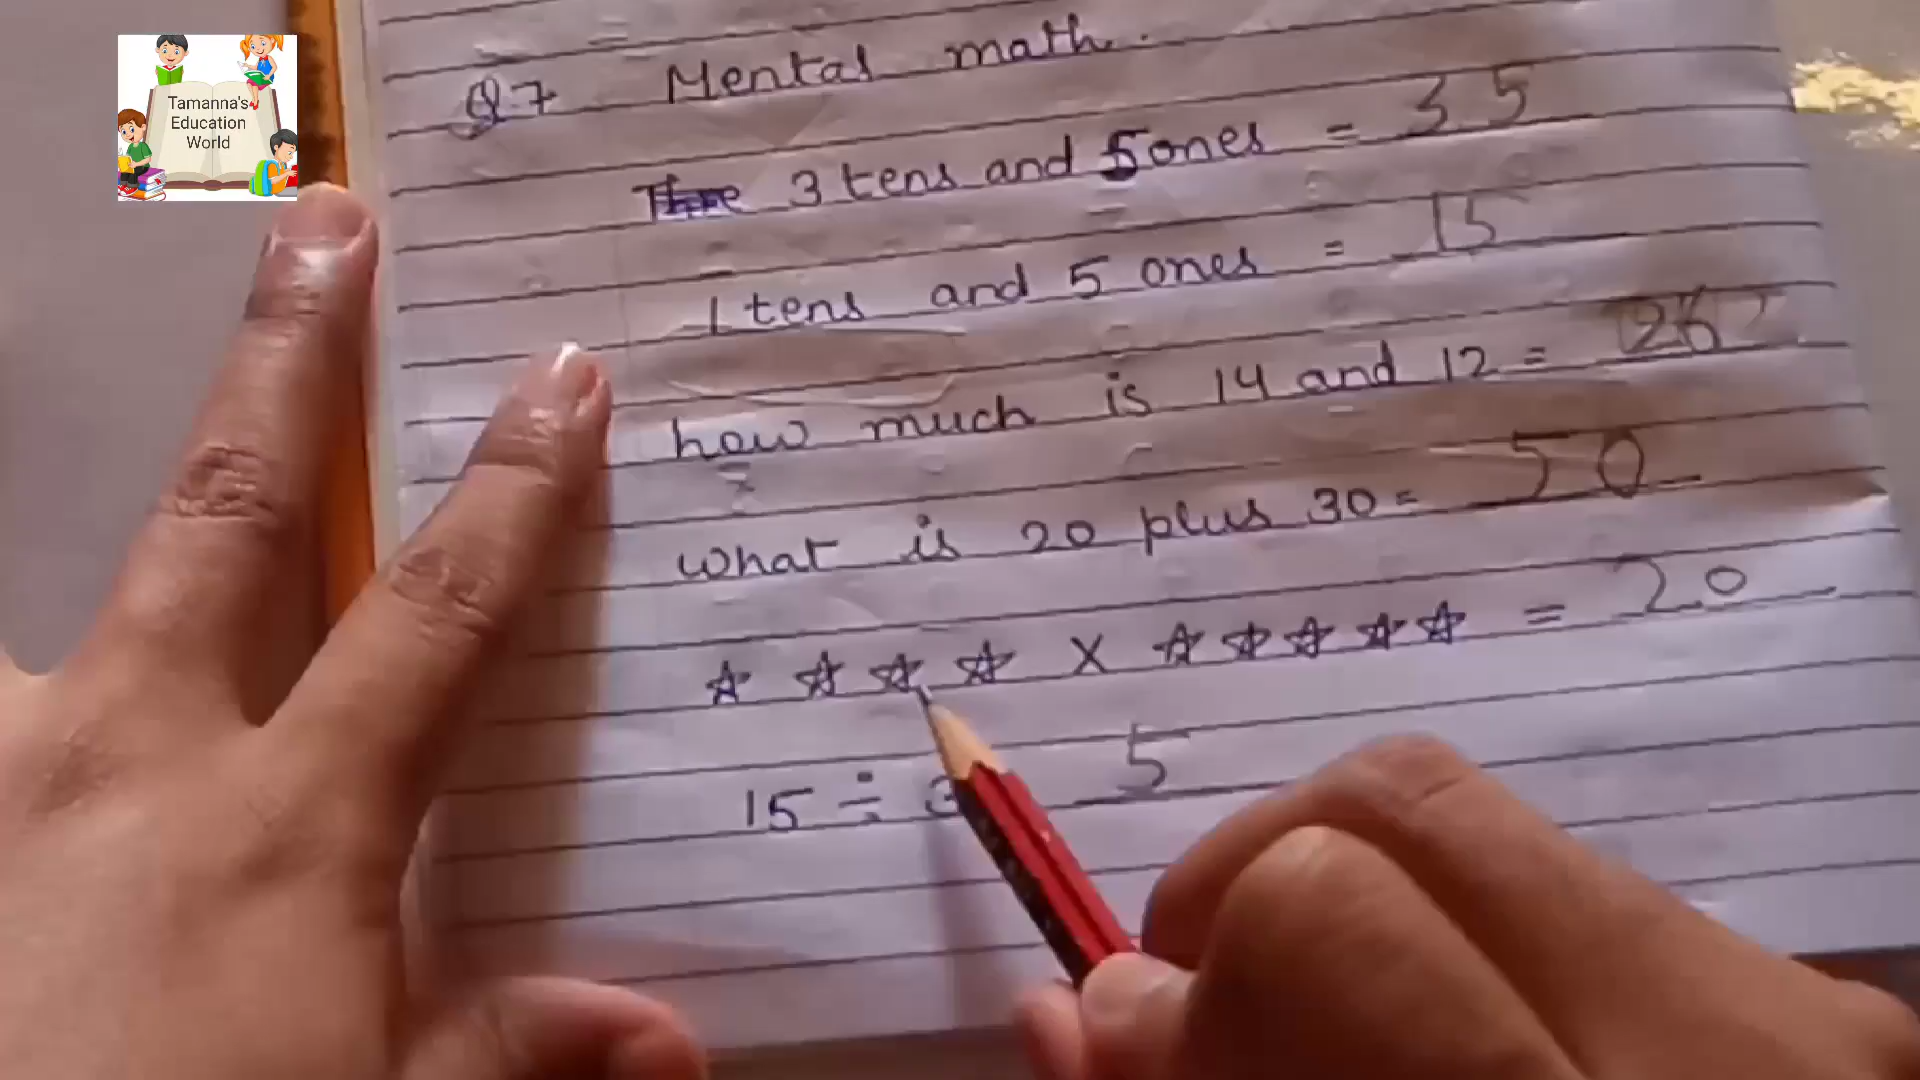 Tamanna's
Education
World
Q7 Mental math.
3 tens and 5 ones = 35
1 tens and 5 ones = 15
how much is 14 and 12 = 26
what is 20 plus 30 = 50
☆ ☆ ☆ ☆ X ☆ ☆ ☆ ☆ ☆ = 20
15 ÷ 3 5